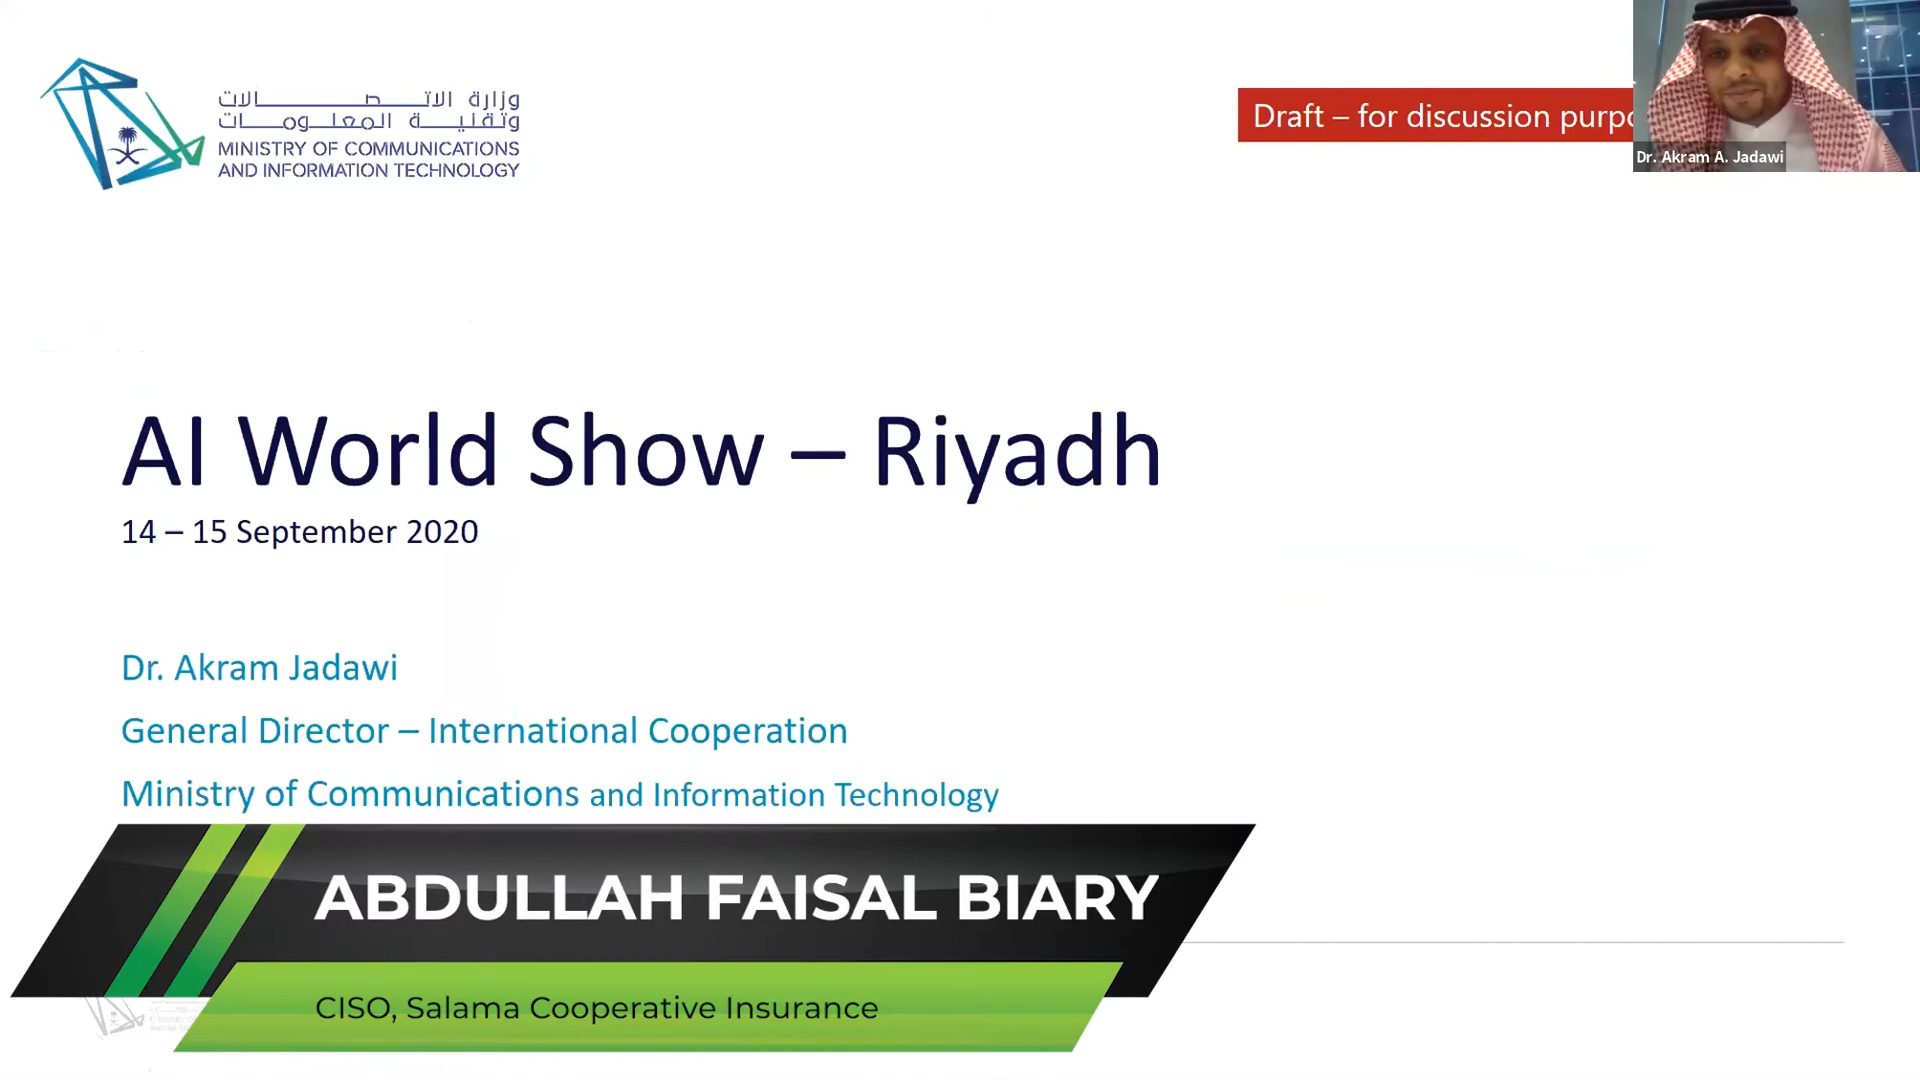 وزارة الاتصالات
وتقنية المعلومات
MINISTRY OF COMMUNICATIONS
AND INFORMATION TECHNOLOGY
Draft – for discussion
Dr. Akram A. Jadawi
AI World Show – Riyadh
14 – 15 September 2020
Dr. Akram Jadawi
General Director – International Cooperation
Ministry of Communications and Information Technology
ABDULLAH FAISAL BIARY
CISO, Salama Cooperative Insurance